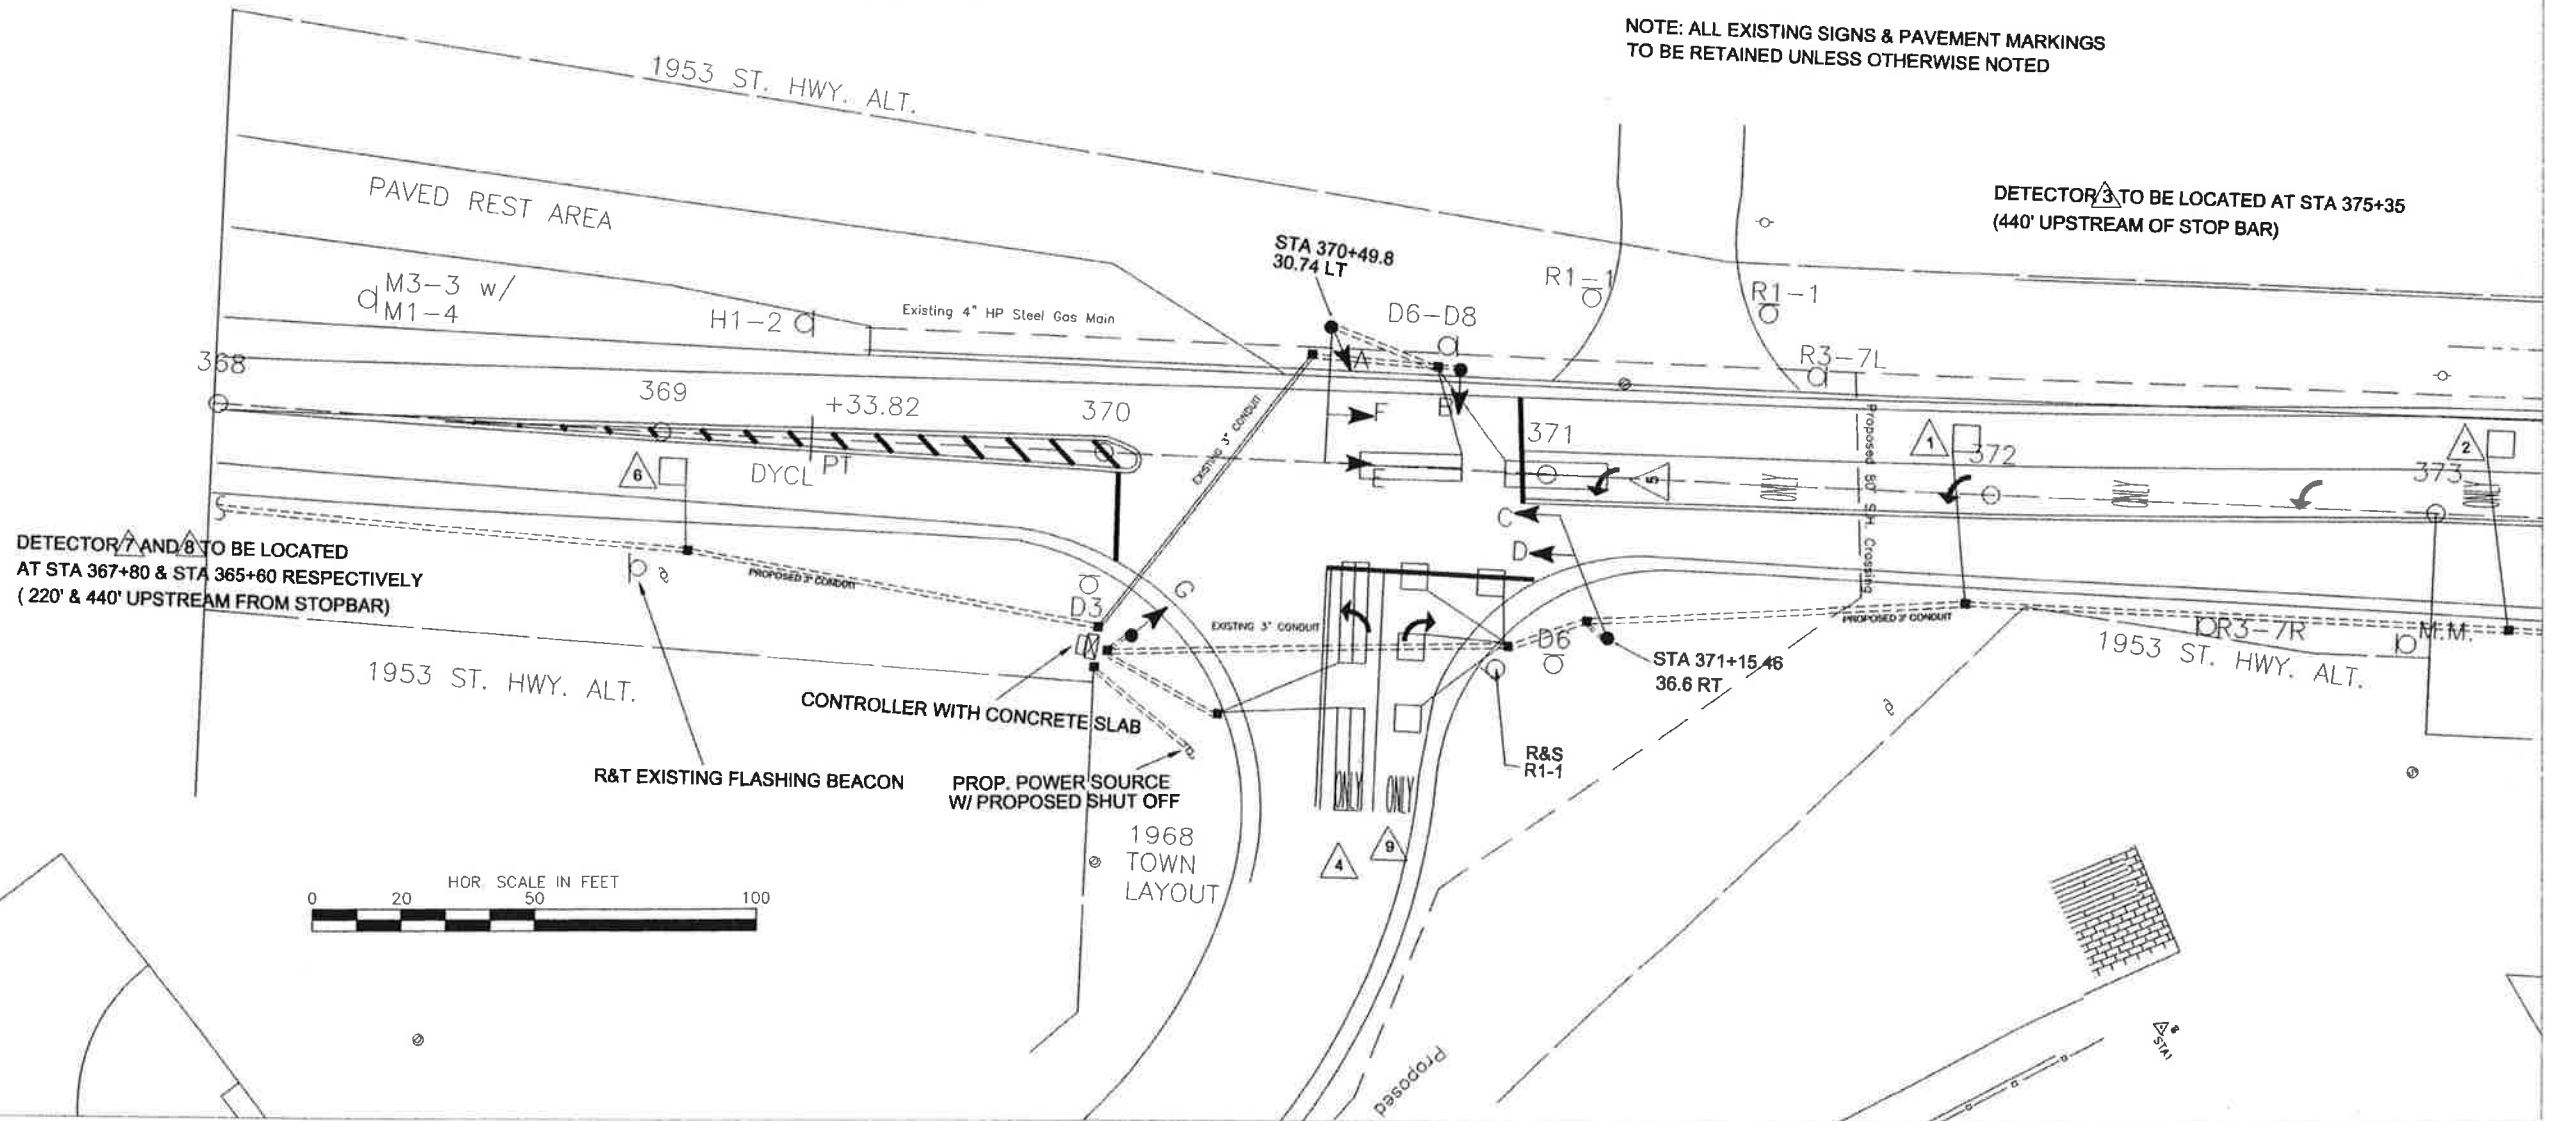 NOTE: ALL EXISTING SIGNS & PAVEMENT MARKINGS
TO BE RETAINED UNLESS OTHERWISE NOTED
1953 ST. HWY. ALT.
PAVED REST AREA
DETECTOR 3 TO BE LOCATED AT STA 375+35
(440' UPSTREAM OF STOP BAR)
STA 370+49.8
30.74 LT
M3-3 w/
M1-4
H1-2
Existing 4" HP Steel Gas Main
D6-D8
R1-1
R1-1
R3-7L
368
369
+33.82
370
371
372
373
A
B
F
E
C
D
G
EXISTING 3" CONDUIT
Proposed 80' S.H. Crossing
1
2
5
6
DYCL
PT
ONLY
ONLY
ONLY
S
DETECTOR 7 AND 8 TO BE LOCATED
AT STA 367+80 & STA 365+60 RESPECTIVELY
( 220' & 440' UPSTREAM FROM STOPBAR)
PROPOSED 3" CONDUIT
D3
EXISTING 3" CONDUIT
D6
PROPOSED 3" CONDUIT
R3-7R
M.M.
1953 ST. HWY. ALT.
STA 371+15.46
36.6 RT
1953 ST. HWY. ALT.
CONTROLLER WITH CONCRETE SLAB
R&T EXISTING FLASHING BEACON
PROP. POWER SOURCE
W/ PROPOSED SHUT OFF
R&S
R1-1
ONLY
ONLY
4
9
1968
TOWN
LAYOUT
HOR. SCALE IN FEET
0 20 50 100
Proposed